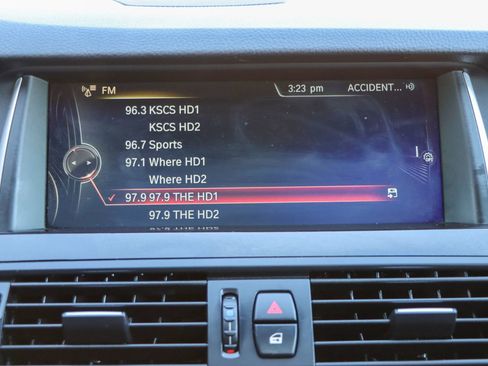 FM
3:23 pm
ACCIDENT...
96.3 KSCS HD1
KSCS HD2
96.7 Sports
97.1 Where HD1
Where HD2
97.9 97.9 THE HD1
97.9 THE HD2